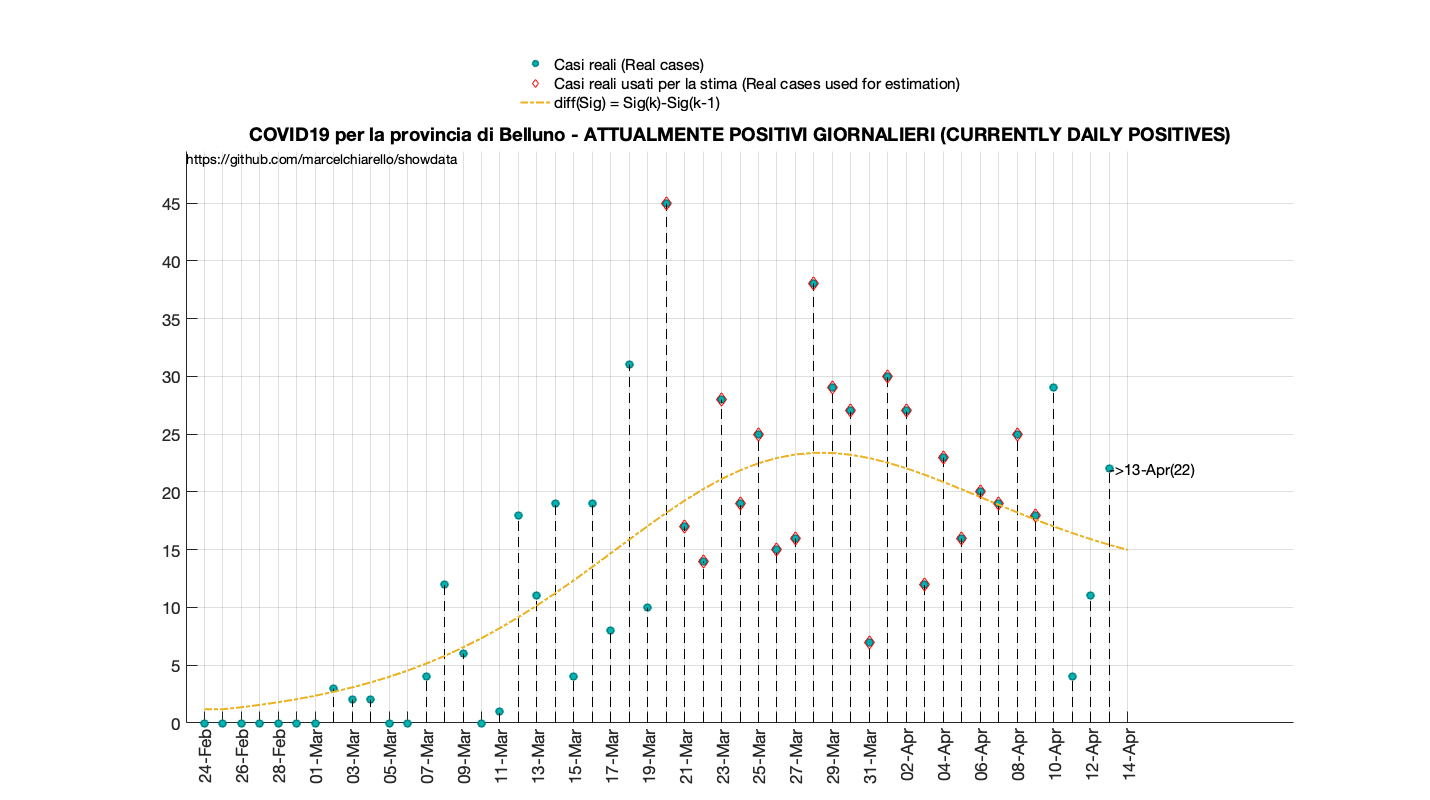 Casi reali (Real cases)
Casi reali usati per la stima (Real cases used for estimation)
diff(Sig) = Sig(k)-Sig(k-1)
COVID19 per la provincia di Belluno - ATTUALMENTE POSITIVI GIORNALIERI (CURRENTLY DAILY POSITIVES)
https://github.com/marcelchiarello/showdata
45
40
35
30
25
20
15
10
5
0
->13-Apr(22)
24-Feb
26-Feb
28-Feb
01-Mar
03-Mar
05-Mar
07-Mar
09-Mar
11-Mar
13-Mar
15-Mar
17-Mar
19-Mar
21-Mar
23-Mar
25-Mar
27-Mar
29-Mar
31-Mar
02-Apr
04-Apr
06-Apr
08-Apr
10-Apr
12-Apr
14-Apr